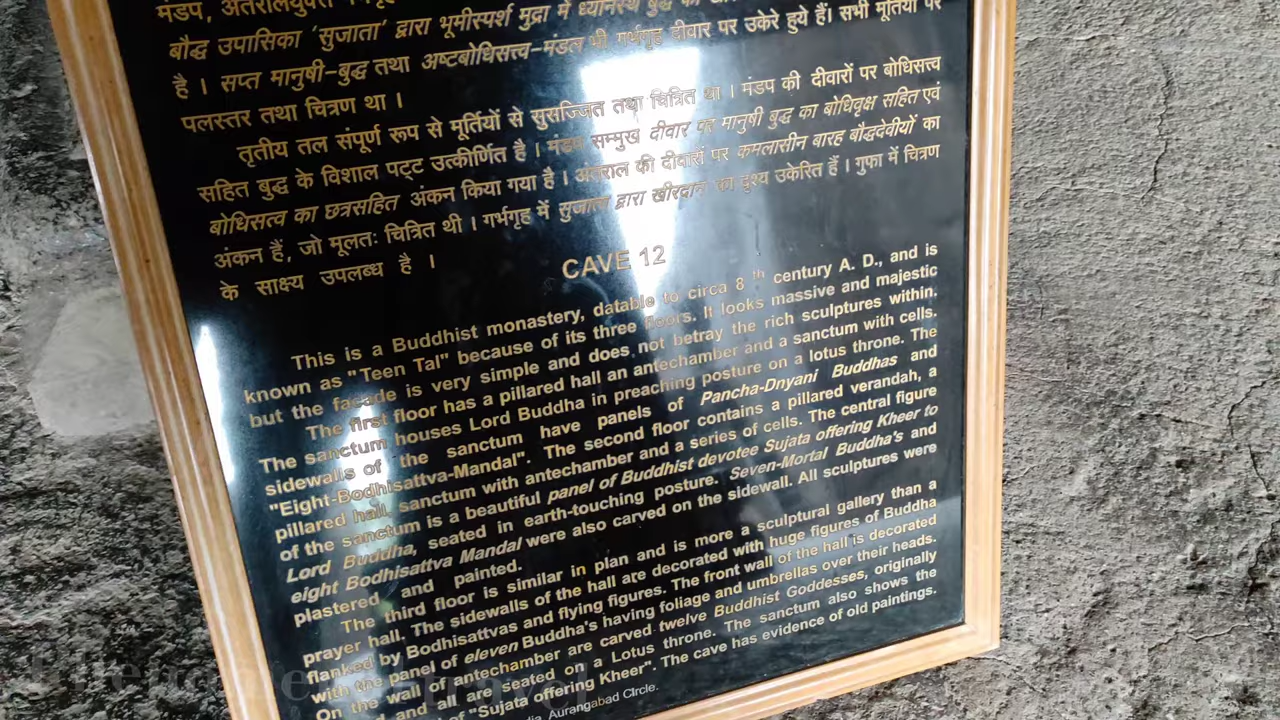 मंडप,
बौद्ध उपासिका 'सुजाता' द्वारा भूमीस्पर्श मुद्रा में ध्यानस्थ बुद्ध
है । सप्त मानुषी-बुद्ध तथा अष्टबोधिसत्त्व-मंडल भी गर्भगृह दीवार पर उकेरे हुये हैं। सभी मूर्तियों पर
पलस्तर तथा चित्रण था ।
तृतीय तल संपूर्ण रूप से मूर्तियों से सुसज्जित तथा चित्रित था । मंडप की दीवारों पर बोधिसत्त्व
सहित बुद्ध के विशाल पट्ट उत्कीर्णित है । मंडप सम्मुख दीवार पर मानुषी बुद्ध का बोधिवृक्ष सहित एवं
बोधिसत्व का छत्रसहित अंकन किया गया है । अंतराल की दीवारों पर कमलासीन बारह बौद्धदेवीयों का
अंकन हैं, जो मूलतः चित्रित थी । गर्भगृह में सुजाता द्वारा खीरदान का दृश्य उकेरित हैं । गुफा में चित्रण
के साक्ष्य उपलब्ध है ।
CAVE 12
This is a Buddhist monastery, datable to circa 8 th century A. D., and is
known as "Teen Tal" because of its three floors. It looks massive and majestic
but the facade is very simple and does not betray the rich sculptures within.
The first floor has a pillared hall an antechamber and a sanctum with cells.
The sanctum houses Lord Buddha in preaching posture on a lotus throne. The
sidewalls of the sanctum have panels of Pancha-Dnyani Buddhas and
"Eight-Bodhisattva-Mandal". The second floor contains a pillared verandah, a
pillared hall, sanctum with antechamber and a series of cells. The central figure
of the sanctum is a beautiful panel of Buddhist devotee Sujata offering Kheer to
Lord Buddha, seated in earth-touching posture. Seven-Mortal Buddha's and
eight Bodhisattva Mandal were also carved on the sidewall. All sculptures were
plastered and painted.
The third floor is similar in plan and is more a sculptural gallery than a
prayer hall. The sidewalls of the hall are decorated with huge figures of Buddha
flanked by Bodhisattvas and flying figures. The front wall of the hall is decorated
with the panel of eleven Buddha's having foliage and umbrellas over their heads.
On the wall of antechamber are carved twelve Buddhist Goddesses, originally
and all are seated on a Lotus throne. The sanctum also shows the
of "Sujata offering Kheer". The cave has evidence of old paintings.
Aurangabad Circle.